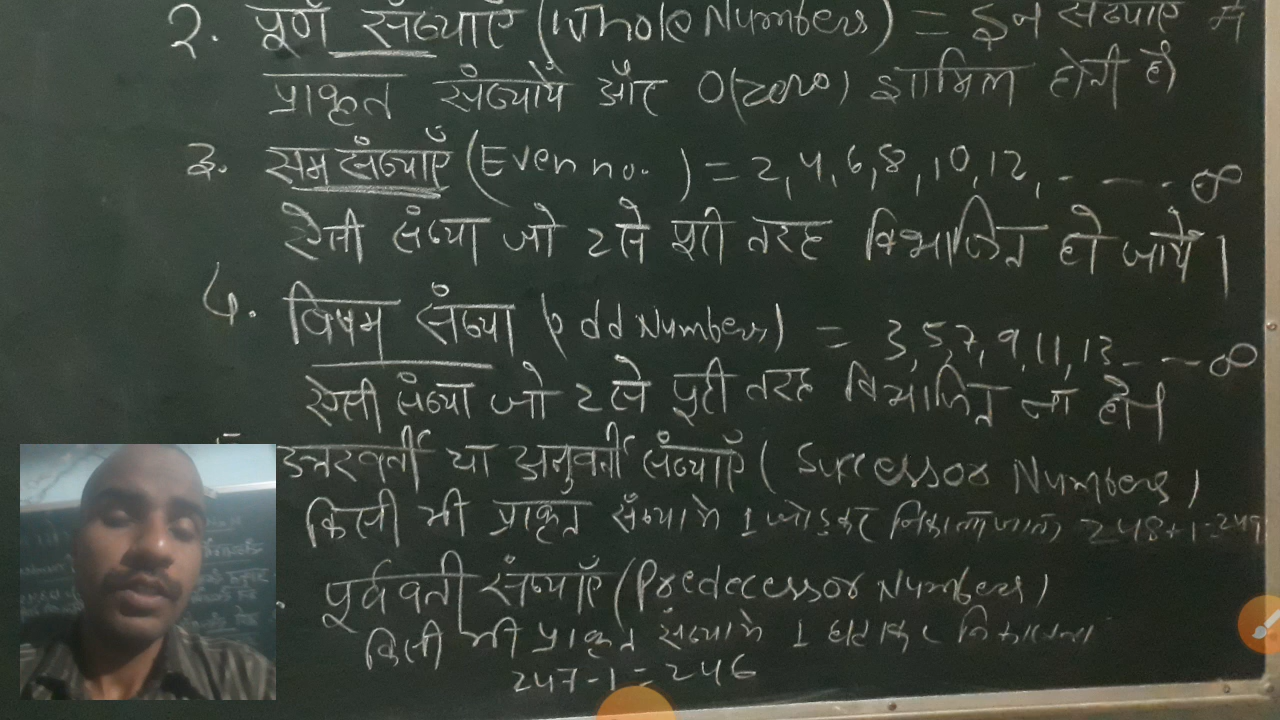 2. पूर्ण संख्याएँ (Whole Numbers) = इन संख्याएँ में
प्राकृत संख्यायें और 0(zero) शामिल होती है
3. सम संख्याएँ (Even no. ) = 2, 4, 6, 8, 10, 12, - - - ∞
ऐसी संख्या जो 2 से पूरी तरह विभाजित हो जाये।
4. विषम संख्या (odd Numbers) = 3, 5, 7, 9, 11, 13 - - ∞
ऐसी संख्या जो 2 से पूरी तरह विभाजित ना हो।
उत्तरवर्ती या अनुवर्ती संख्याएँ (Successor Numbers)
किसी भी प्राकृत संख्या में 1 जोड़कर 248+1=249
पूर्ववर्ती संख्याएँ (Predecessor Numbers)
किसी भी प्राकृत संख्या में 1 घटाकर
247-1=246